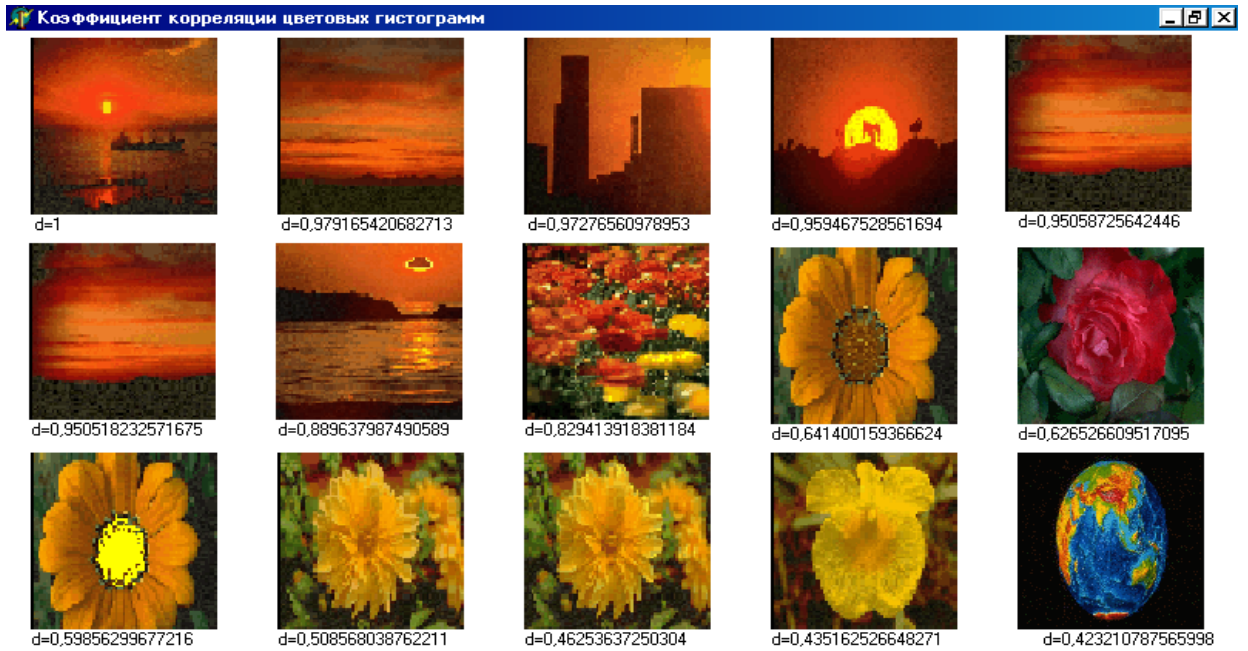 Коэффициент корреляции цветовых гистограмм
d=1
d=0,979165420682713
d=0,97276560978953
d=0,959467528561694
d=0,95058725642446
d=0,950518232571675
d=0,889637987490589
d=0,829413918381184
d=0,641400159366624
d=0,626526609517095
d=0,59856299677216
d=0,508568038762211
d=0,46253637250304
d=0,435162526648271
d=0,423210787565998